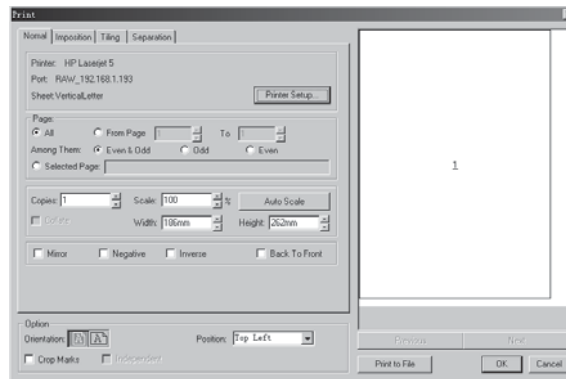 Print
Nomal Imposition Tiling Separation
Printer: HP Laserjet 5
Port: RAW_192.168.1.193
Sheet:VerticalLetter
Printer Setup...
Page:
All From Page 1 To 1
Among Them: Even & Odd Odd Even
Selected Page:
Copies: 1 Scale: 100 % Auto Scale
Collate Width: 186mm Height: 262mm
Mirror Negative Inverse Back To Front
1
Option
Orientation: Position: Top Left
Crop Marks Independent
Previous Next
Print to File OK Cancel